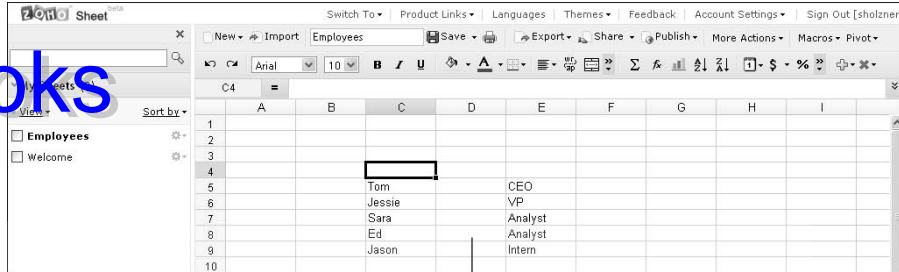 ZOHO Sheet beta
Switch To Product Links Languages Themes Feedback Account Settings Sign Out [sholzner
New Import Employees Save Export Share Publish More Actions Macros Pivot
Arial 10 B I U Σ fx $ %
C4 =
oks
View Sort by
Employees
Welcome
A B C D E F G H I
1
2
3
4
5 Tom CEO
6 Jessie VP
7 Sara Analyst
8 Ed Analyst
9 Jason Intern
10